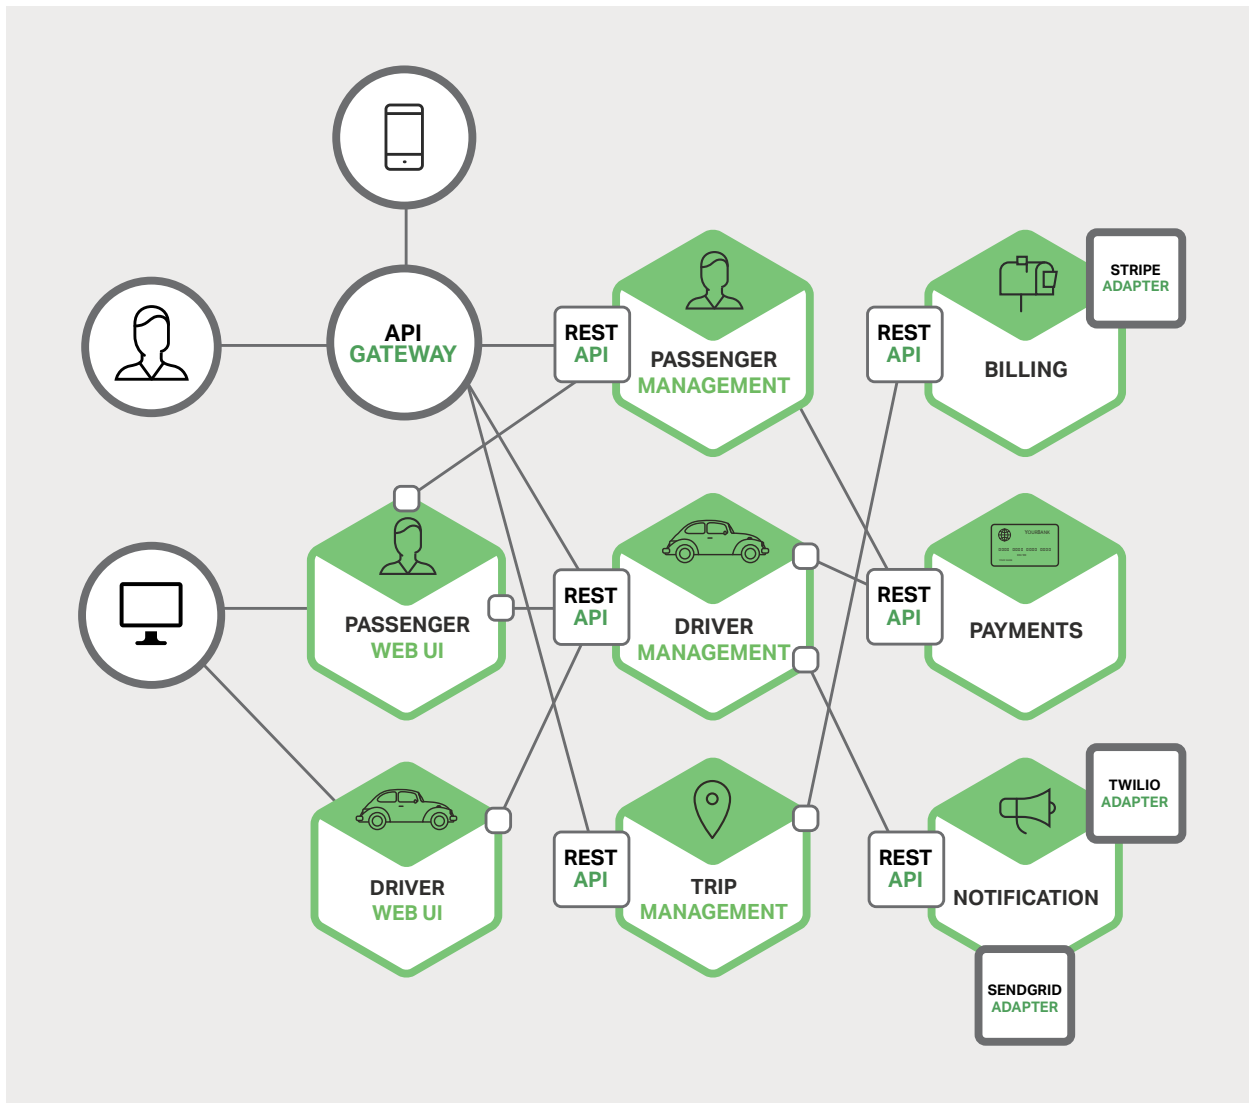 API
GATEWAY
REST
API
PASSENGER
MANAGEMENT
REST
API
BILLING
STRIPE
ADAPTER
PASSENGER
WEB UI
REST
API
DRIVER
MANAGEMENT
REST
API
YOURBANK
PAYMENTS
DRIVER
WEB UI
REST
API
TRIP
MANAGEMENT
REST
API
NOTIFICATION
TWILIO
ADAPTER
SENDGRID
ADAPTER